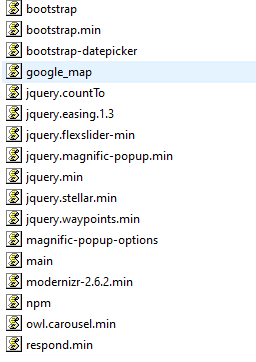 bootstrap
bootstrap.min
bootstrap-datepicker
google_map
jquery.countTo
jquery.easing.1.3
jquery.flexslider-min
jquery.magnific-popup.min
jquery.min
jquery.stellar.min
jquery.waypoints.min
magnific-popup-options
main
modernizr-2.6.2.min
npm
owl.carousel.min
respond.min